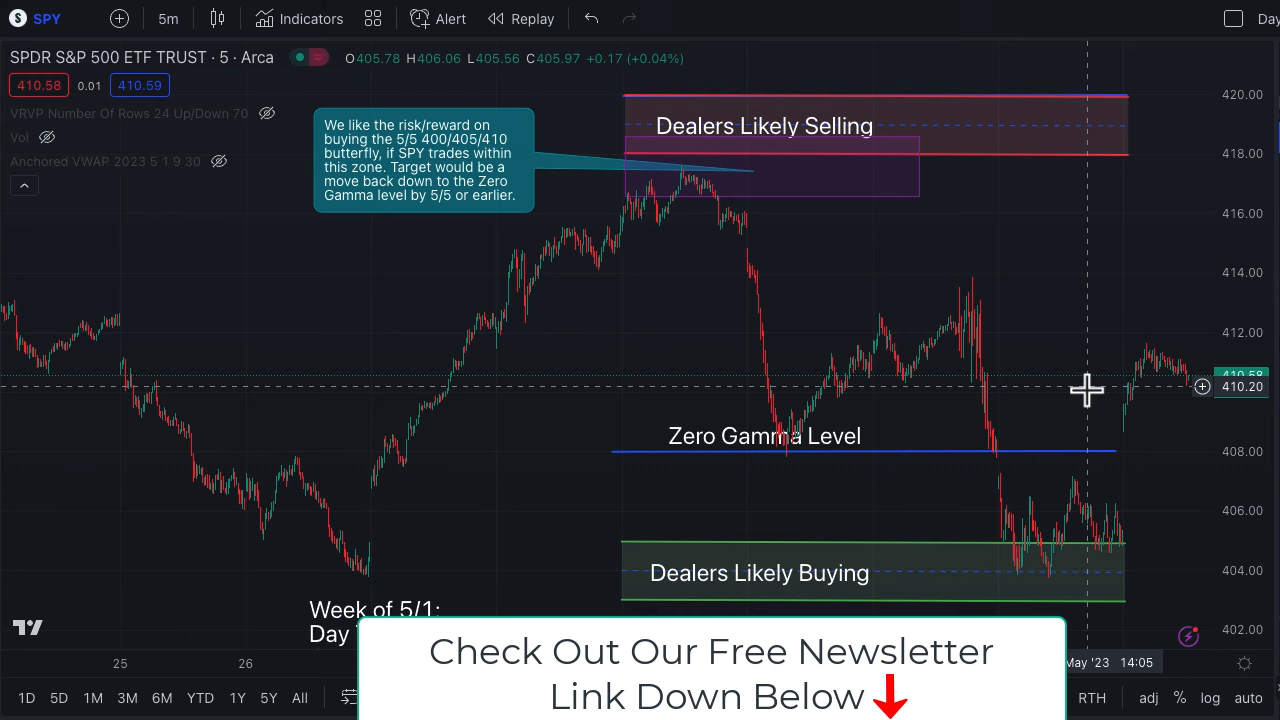 SPY
5m
Indicators
Alert
Replay
Day
SPDR S&P 500 ETF TRUST · 5 · Arca
O405.78 H406.06 L405.56 C405.97 +0.17 (+0.04%)
410.58
0.01
410.59
VRVP Number Of Rows 24 Up/Down 70
Vol
Anchored VWAP 2023 5 1 9 30
We like the risk/reward on
buying the 5/5 400/405/410
butterfly, if SPY trades within
this zone. Target would be a
move back down to the Zero
Gamma level by 5/5 or earlier.
Dealers Likely Selling
Zero Gamma Level
Dealers Likely Buying
420.00
418.00
416.00
414.00
412.00
410.58
410.20
408.00
406.00
404.00
402.00
Week of 5/1:
Day
25
26
May '23 14:05
Check Out Our Free Newsletter
Link Down Below
1D
5D
1M
3M
6M
YTD
1Y
5Y
All
RTH
adj
%
log
auto